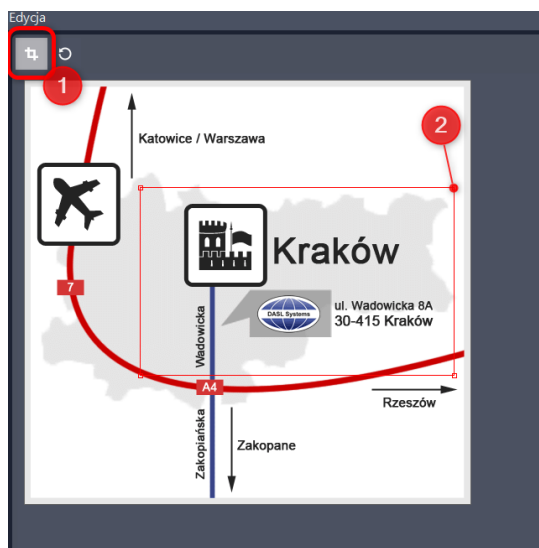 Edycja
1
2
Katowice / Warszawa
Kraków
7
DASL Systems
ul. Wadowicka 8A
30-415 Kraków
Wadowicka
A4
Rzeszów
Zakopiańska
Zakopane